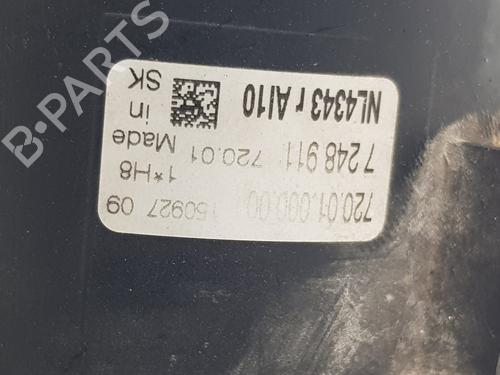 720.01.000.00 150927 09
1*H8
7 248 911 720.01 Made
in
NL4343 r AI10 SK
B-PARTS